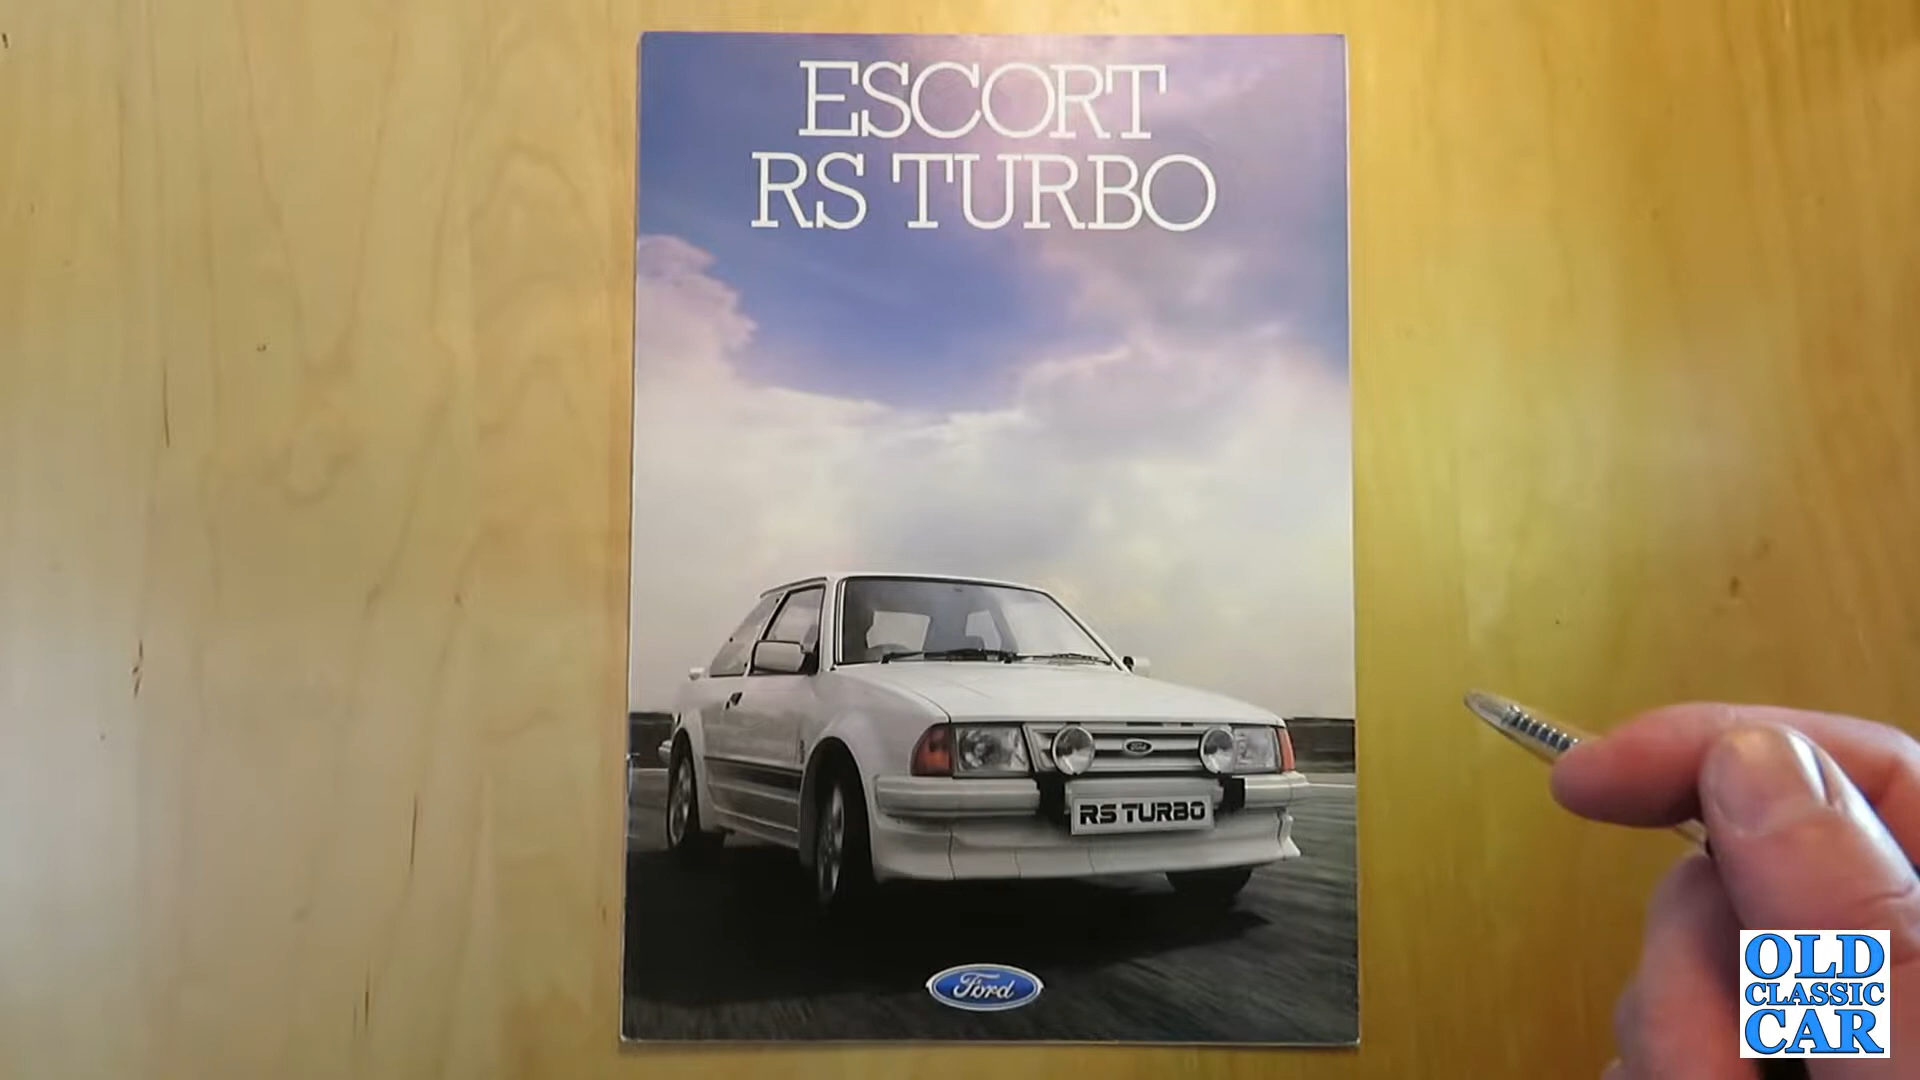 ESCORT
RS TURBO
Ford
RS TURBO
Ford
OLD
CLASSIC
CAR